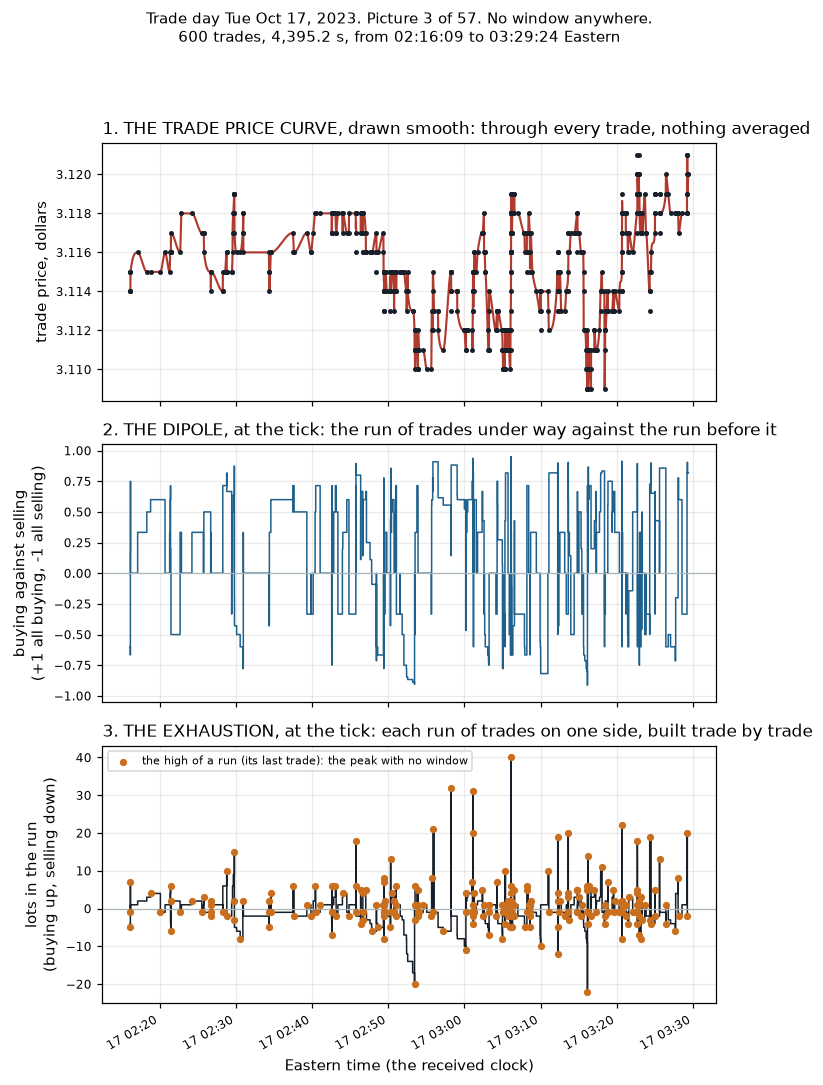 Trade day Tue Oct 17, 2023. Picture 3 of 57. No window anywhere.
600 trades, 4,395.2 s, from 02:16:09 to 03:29:24 Eastern
1. THE TRADE PRICE CURVE, drawn smooth: through every trade, nothing averaged
trade price, dollars
3.120
3.118
3.116
3.114
3.112
3.110
2. THE DIPOLE, at the tick: the run of trades under way against the run before it
buying against selling
(+1 all buying, -1 all selling)
1.00
0.75
0.50
0.25
0.00
−0.25
−0.50
−0.75
−1.00
3. THE EXHAUSTION, at the tick: each run of trades on one side, built trade by trade
the high of a run (its last trade): the peak with no window
lots in the run
(buying up, selling down)
40
30
20
10
0
−10
−20
17 02:20
17 02:30
17 02:40
17 02:50
17 03:00
17 03:10
17 03:20
17 03:30
Eastern time (the received clock)